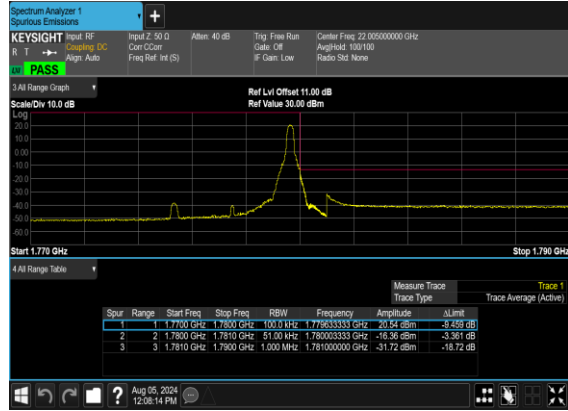 Spectrum Analyzer 1
Spurious Emissions
+
KEYSIGHT Input: RF Input Z: 50 Ω Atten: 40 dB Trig: Free Run Center Freq: 22.005000000 GHz
R T Coupling: DC Corr CCorr Gate: Off Avg|Hold: 100/100
Align: Auto Freq Ref: Int (S) IF Gain: Low Radio Std: None
PASS
3 All Range Graph
Ref Lvl Offset 11.00 dB
Scale/Div 10.0 dB Ref Value 30.00 dBm
Log
20.0
10.0
0.00
-10.0
-20.0
-30.0
-40.0
-50.0
-60.0
Start 1.770 GHz Stop 1.790 GHz
4 All Range Table
Measure Trace Trace 1
Trace Type Trace Average (Active)
Spur Range Start Freq Stop Freq RBW Frequency Amplitude ΔLimit
1 1 1.7700 GHz 1.7800 GHz 100.0 kHz 1.779633333 GHz 20.54 dBm -9.459 dB
2 2 1.7800 GHz 1.7810 GHz 51.00 kHz 1.780003333 GHz -16.36 dBm -3.361 dB
3 3 1.7810 GHz 1.7900 GHz 1.000 MHz 1.781000000 GHz -31.72 dBm -18.72 dB
?
Aug 05, 2024
12:08:14 PM